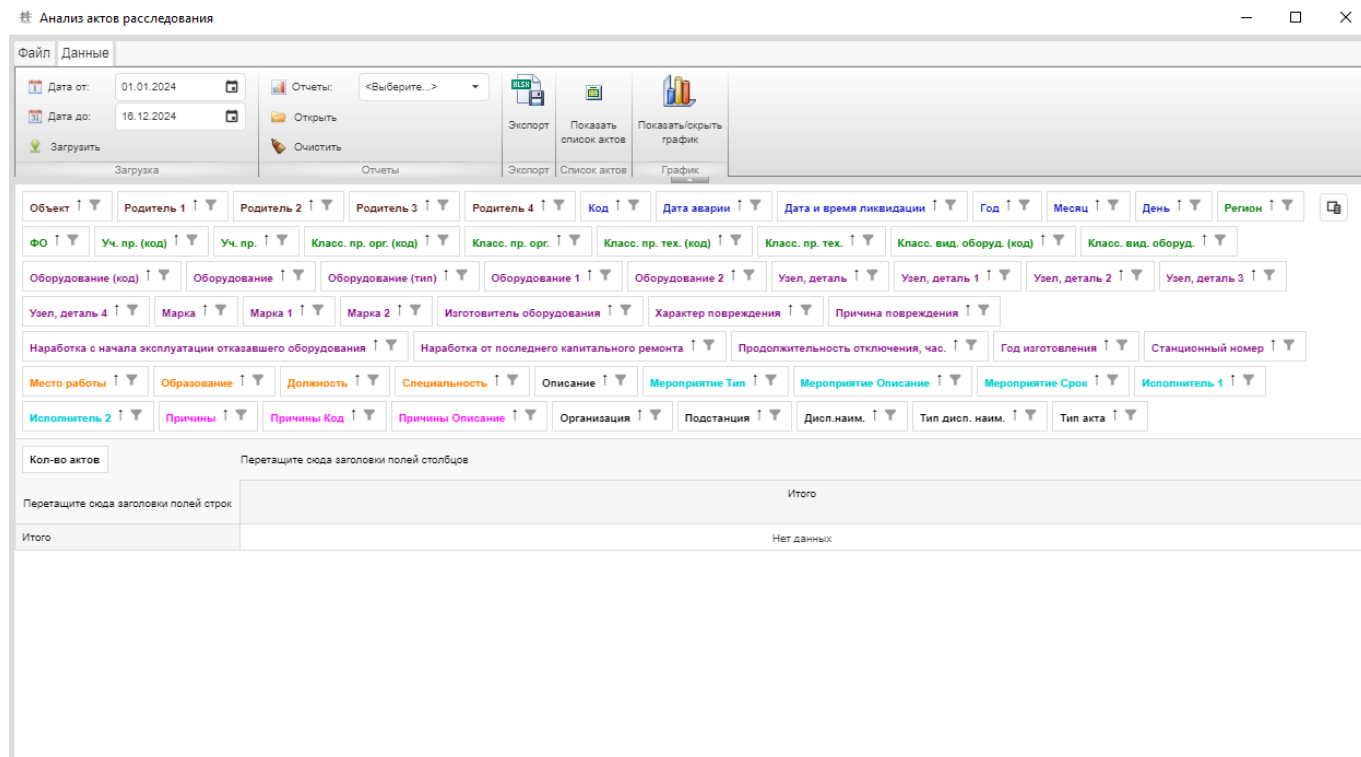 Анализ актов расследования
Файл Данные
Дата от: 01.01.2024 Отчеты: <Выберите...>
Дата до: 16.12.2024 Открыть
Загрузить Очистить
XLSX
Экспорт Показать список актов Показать/скрыть график
Загрузка Отчеты Экспорт Список актов График
Объект Родитель 1 Родитель 2 Родитель 3 Родитель 4 Код Дата аварии Дата и время ликвидации Год Месяц День Регион
ФО Уч. пр. (код) Уч. пр. Класс. пр. орг. (код) Класс. пр. орг. Класс. пр. тех. (код) Класс. пр. тех. Класс. вид. оборуд. (код) Класс. вид. оборуд.
Оборудование (код) Оборудование Оборудование (тип) Оборудование 1 Оборудование 2 Узел, деталь Узел, деталь 1 Узел, деталь 2 Узел, деталь 3
Узел, деталь 4 Марка Марка 1 Марка 2 Изготовитель оборудования Характер повреждения Причина повреждения
Наработка с начала эксплуатации отказавшего оборудования Наработка от последнего капитального ремонта Продолжительность отключения, час. Год изготовления Станционный номер
Место работы Образование Должность Специальность Описание Мероприятие Тип Мероприятие Описание Мероприятие Срок Исполнитель 1
Исполнитель 2 Причины Причины Код Причины Описание Организация Подстанция Дисп.наим. Тип дисп. наим. Тип акта
Кол-во актов Перетащите сюда заголовки полей столбцов
Итого
Перетащите сюда заголовки полей строк
Итого Нет данных